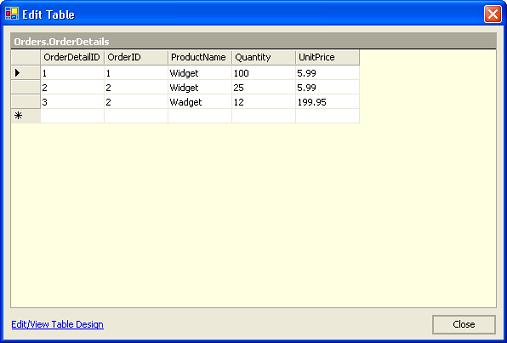 Edit Table
Orders.OrderDetails
OrderDetailID OrderID ProductName Quantity UnitPrice
1 1 Widget 100 5.99
2 2 Widget 25 5.99
3 2 Wadget 12 199.95
Edit/View Table Design Close